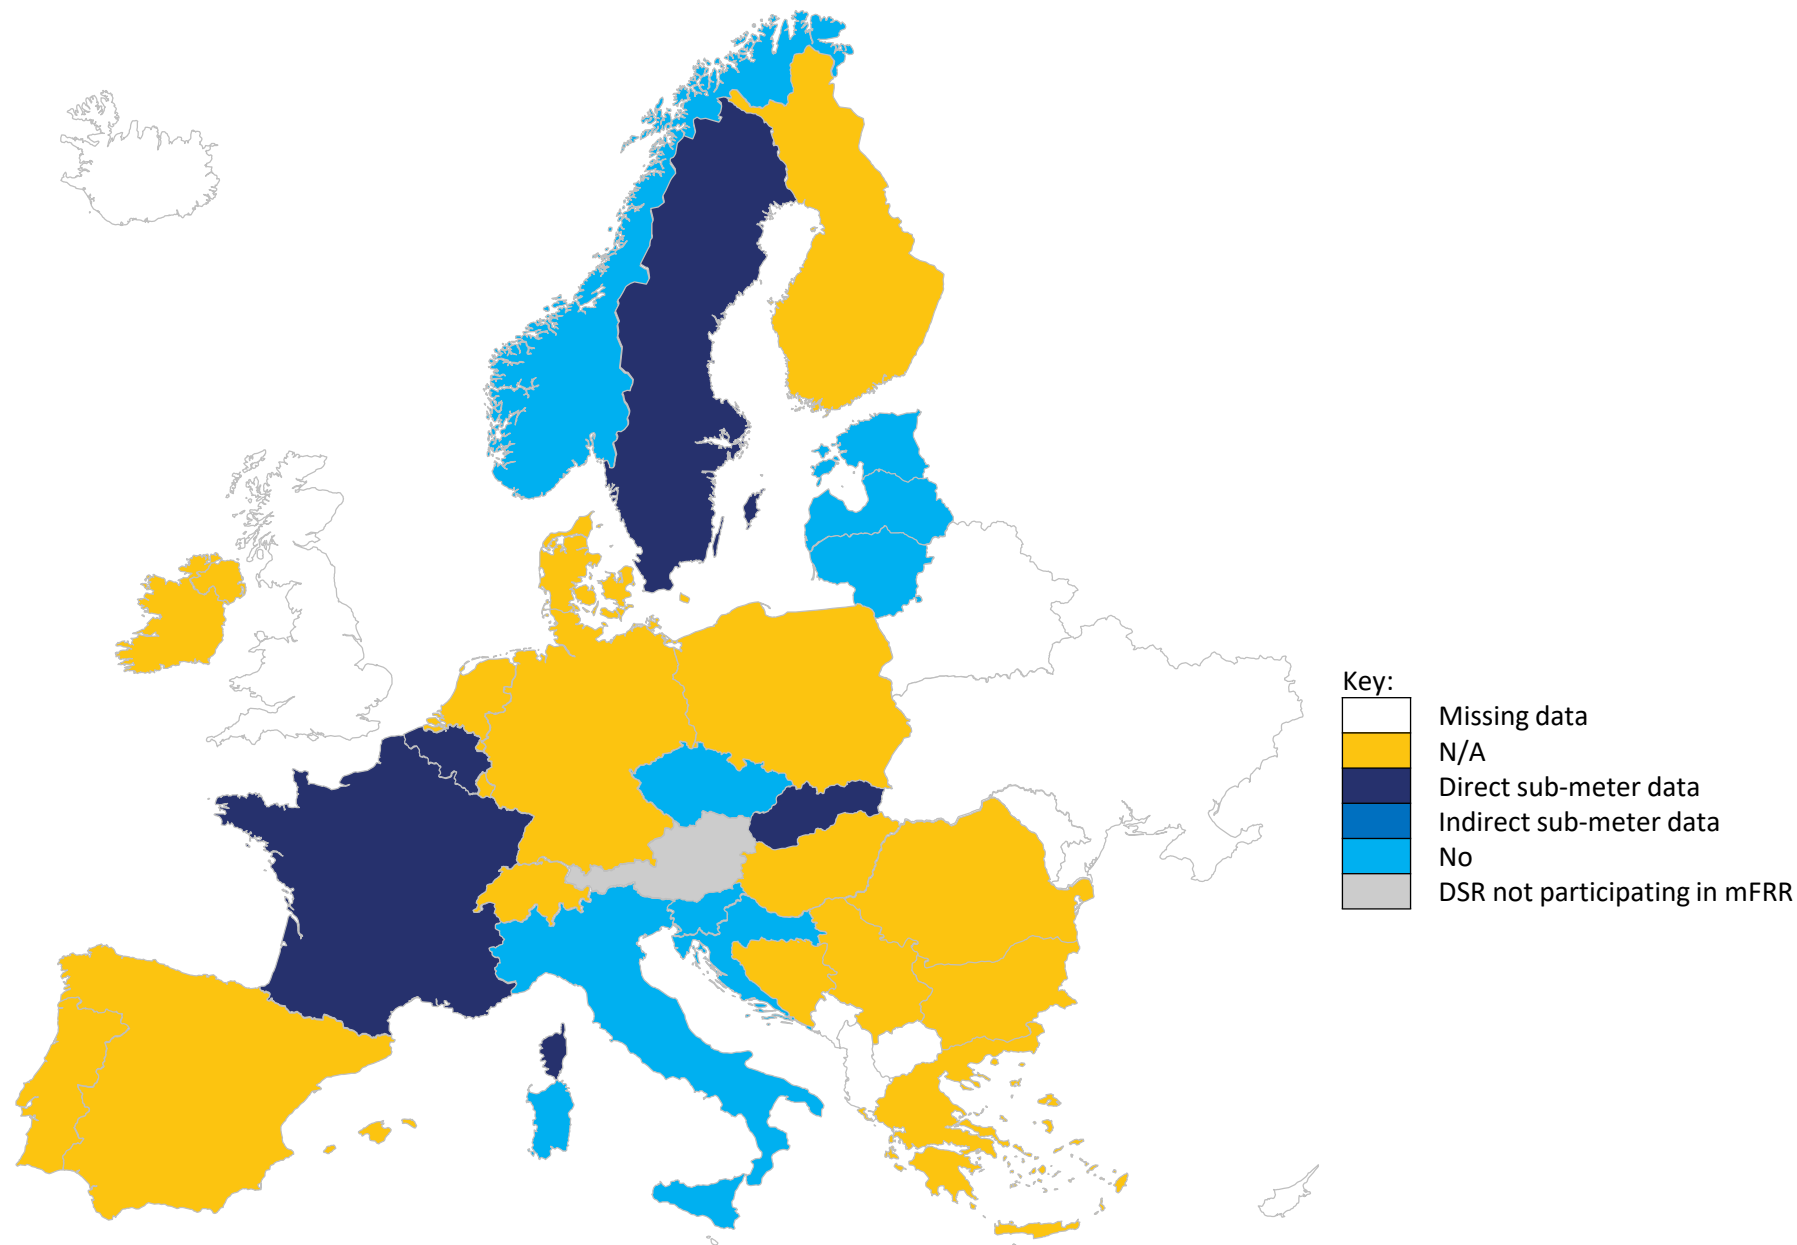 Key:
Missing data
N/A
Direct sub-meter data
Indirect sub-meter data
No
DSR not participating in mFRR